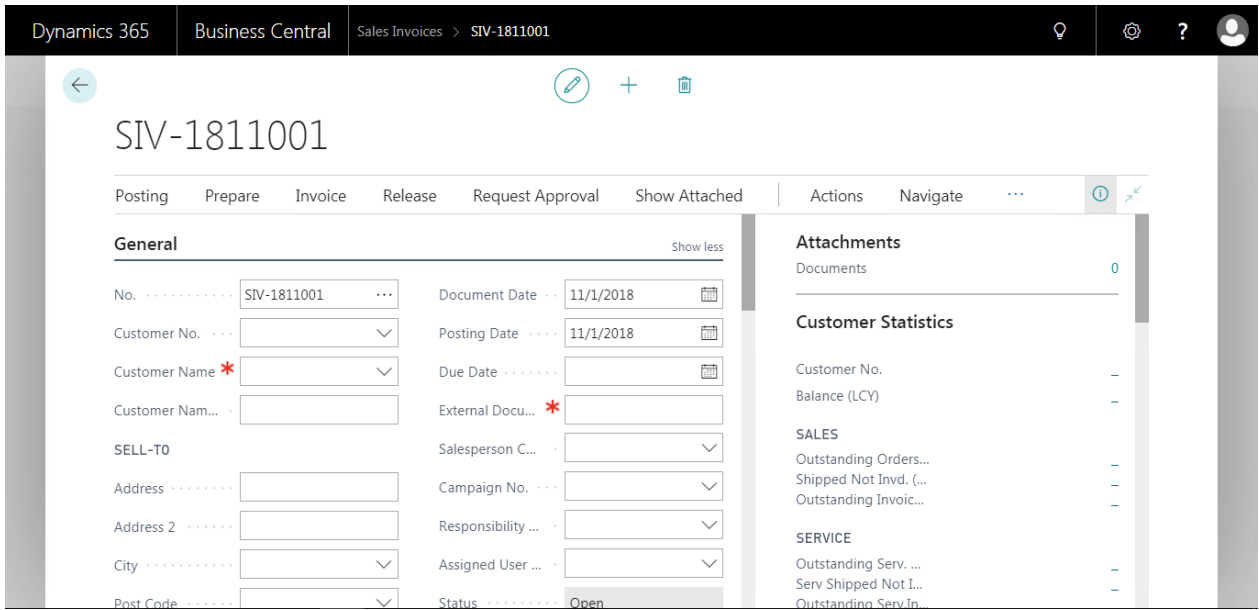 Dynamics 365 Business Central Sales Invoices > SIV-1811001 ?
SIV-1811001
Posting Prepare Invoice Release Request Approval Show Attached Actions Navigate ...
General Show less
No. SIV-1811001 ...
Customer No.
Customer Name *
Customer Nam...
SELL-TO
Address
Address 2
City
Post Code
Document Date 11/1/2018
Posting Date 11/1/2018
Due Date
External Docu... *
Salesperson C...
Campaign No.
Responsibility ...
Assigned User ...
Status Open
Attachments
Documents 0
Customer Statistics
Customer No. _
Balance (LCY) _
SALES
Outstanding Orders... _
Shipped Not Invd. (... _
Outstanding Invoic... _
SERVICE
Outstanding Serv. ... _
Serv Shipped Not I... _
Outstanding Serv.In... _